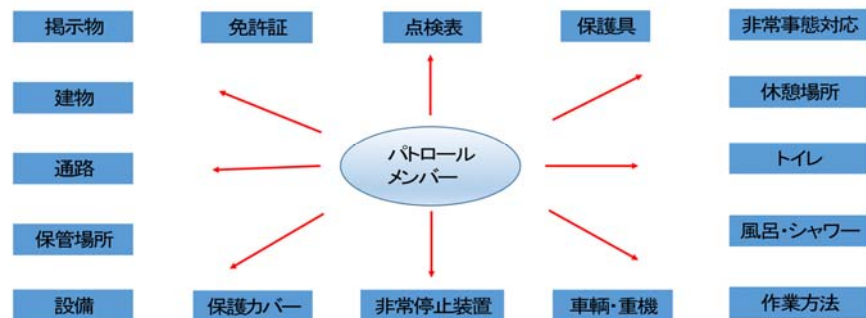 掲示物
免許証
点検表
保護具
非常事態対応
建物
休憩場所
パトロール
メンバー
通路
トイレ
保管場所
風呂・シャワー
設備
保護カバー
非常停止装置
車輌・重機
作業方法